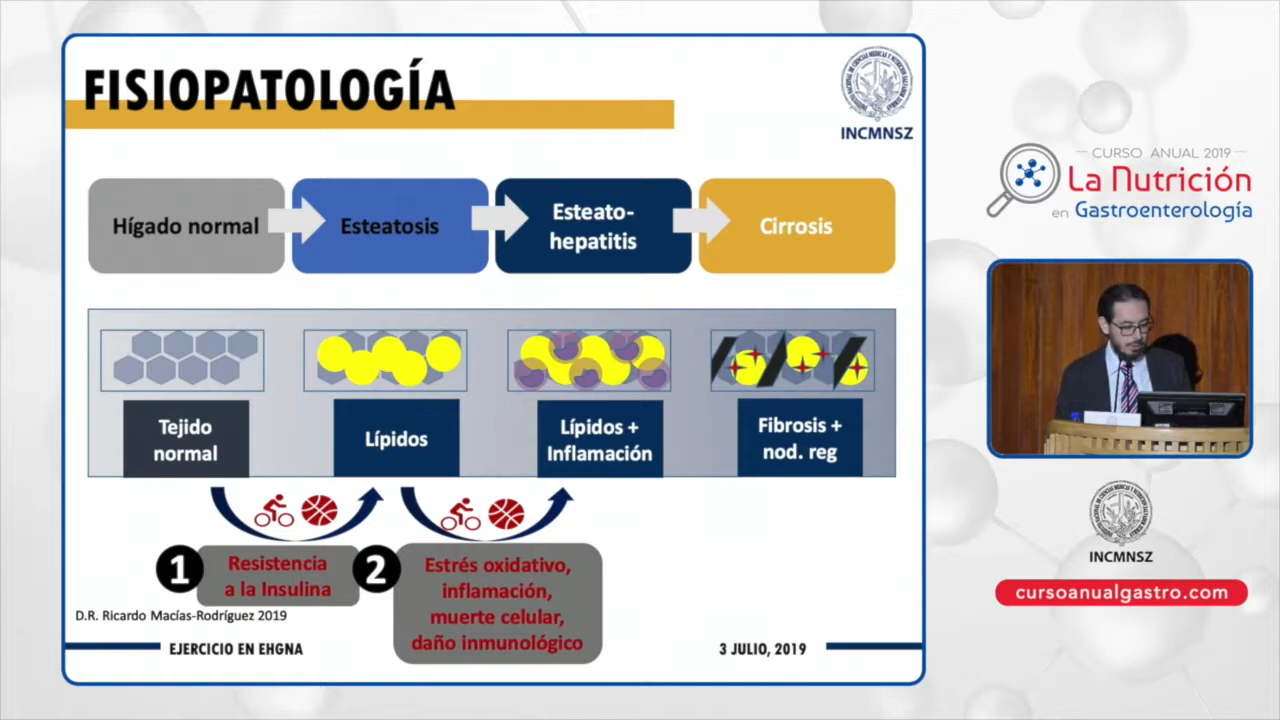 FISIOPATOLOGÍA
INCMNSZ
Hígado normal
Esteatosis
Esteato-
hepatitis
Cirrosis
Tejido
normal
Lípidos
Lípidos +
Inflamación
Fibrosis +
nod. reg
1
Resistencia
a la Insulina
2
Estrés oxidativo,
inflamación,
muerte celular,
daño inmunológico
D.R. Ricardo Macías-Rodríguez 2019
EJERCICIO EN EHGNA
3 JULIO, 2019
CURSO ANUAL 2019
La Nutrición
en Gastroenterología
INCMNSZ
cursoanualgastro.com